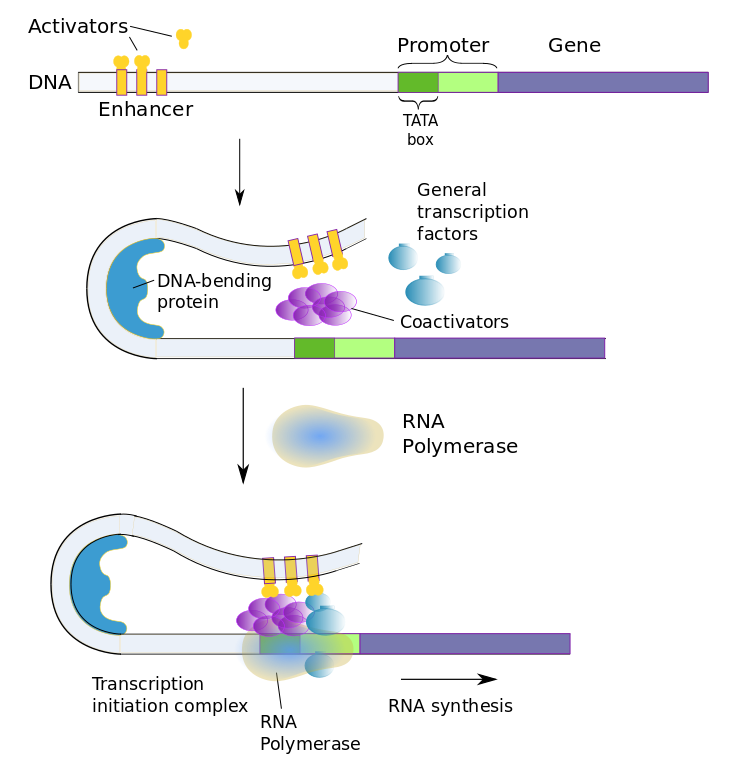 Activators
Promoter
Gene
DNA
Enhancer
TATA
box
General
transcription
factors
DNA-bending
protein
Coactivators
RNA
Polymerase
Transcription
initiation complex
RNA synthesis
RNA
Polymerase